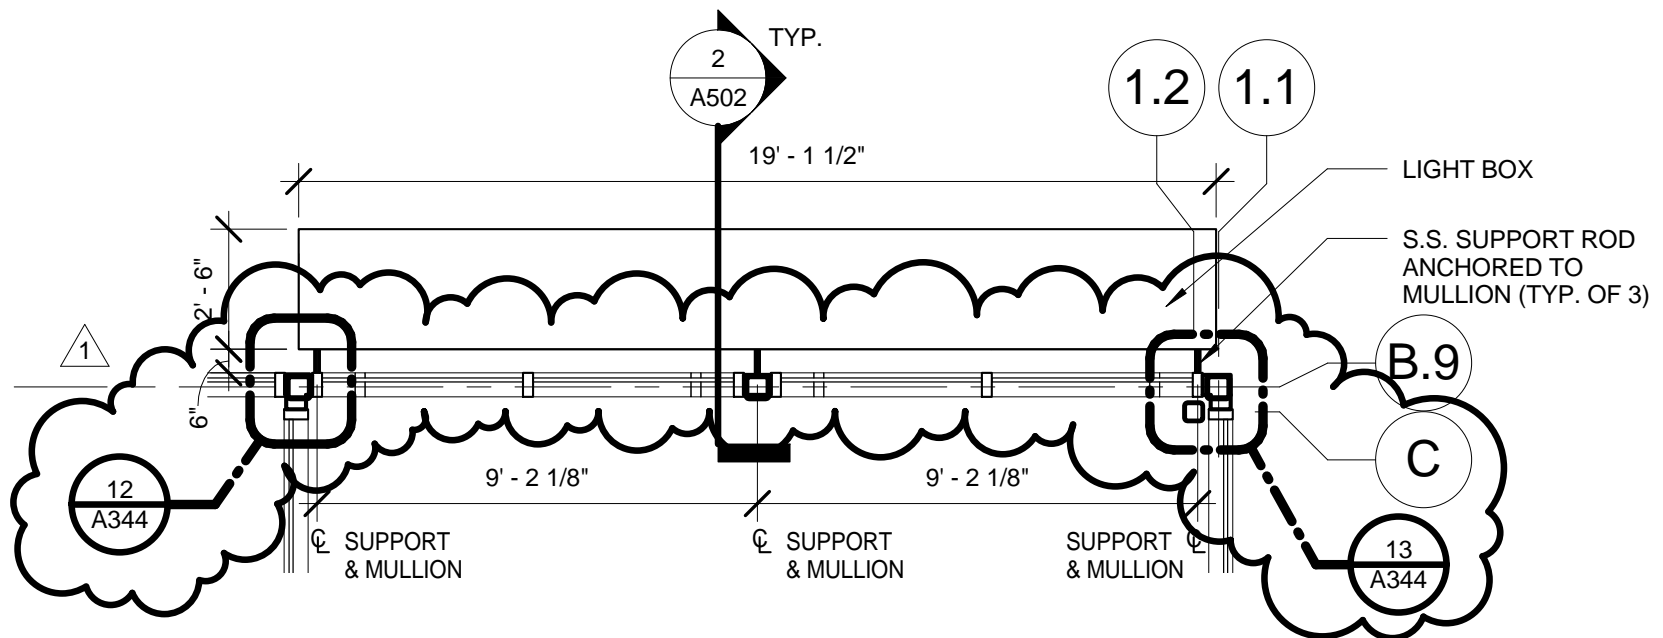 2
A502
TYP.
1.2
1.1
19' - 1 1/2"
LIGHT BOX
S.S. SUPPORT ROD
ANCHORED TO
MULLION (TYP. OF 3)
2' - 6"
1
B.9
6"
C
9' - 2 1/8"
9' - 2 1/8"
12
A344
℄ SUPPORT
& MULLION
℄ SUPPORT
& MULLION
SUPPORT ℄
& MULLION
13
A344